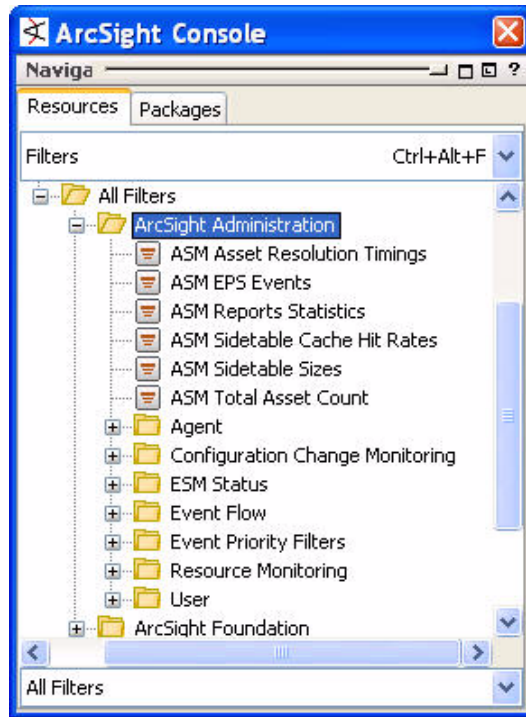 ArcSight Console
Naviga
Resources Packages
Filters Ctrl+Alt+F
All Filters
ArcSight Administration
ASM Asset Resolution Timings
ASM EPS Events
ASM Reports Statistics
ASM Sidetable Cache Hit Rates
ASM Sidetable Sizes
ASM Total Asset Count
Agent
Configuration Change Monitoring
ESM Status
Event Flow
Event Priority Filters
Resource Monitoring
User
ArcSight Foundation
All Filters